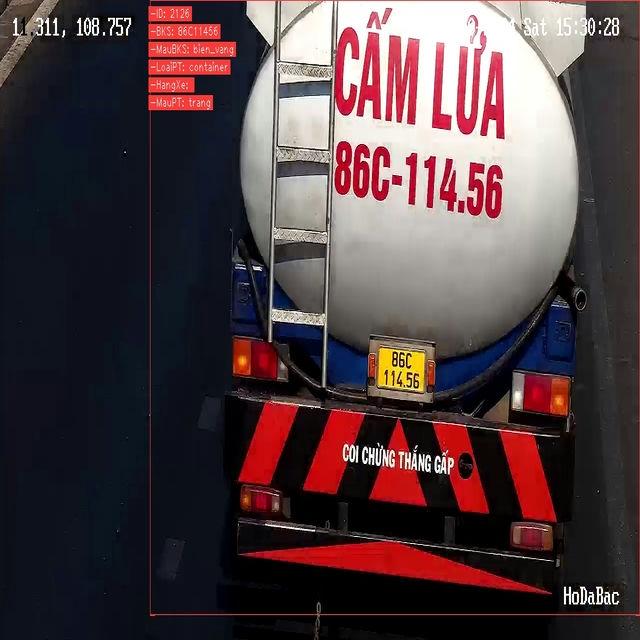 311, 108.757
Sat 15:30:28
-ID: 2126
-BKS: 86C11456
-MauBKS: bien_vang
-LoaiPT: container
-HangXe:
-MauPT: trang
CẤM LỬA
86C-114.56
86C
114.56
COI CHỪNG THẮNG GẤP
HoDaBac